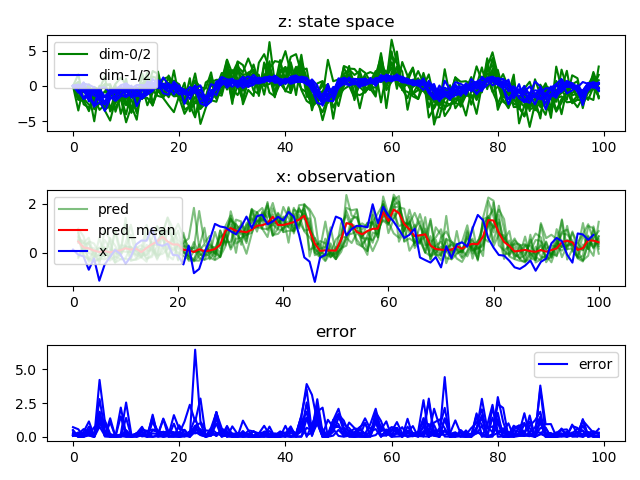 z: state space
5
0
−5
dim-0/2
dim-1/2
0 20 40 60 80 100
x: observation
2
0
pred
pred_mean
x
0 20 40 60 80 100
error
5.0
2.5
0.0
error
0 20 40 60 80 100